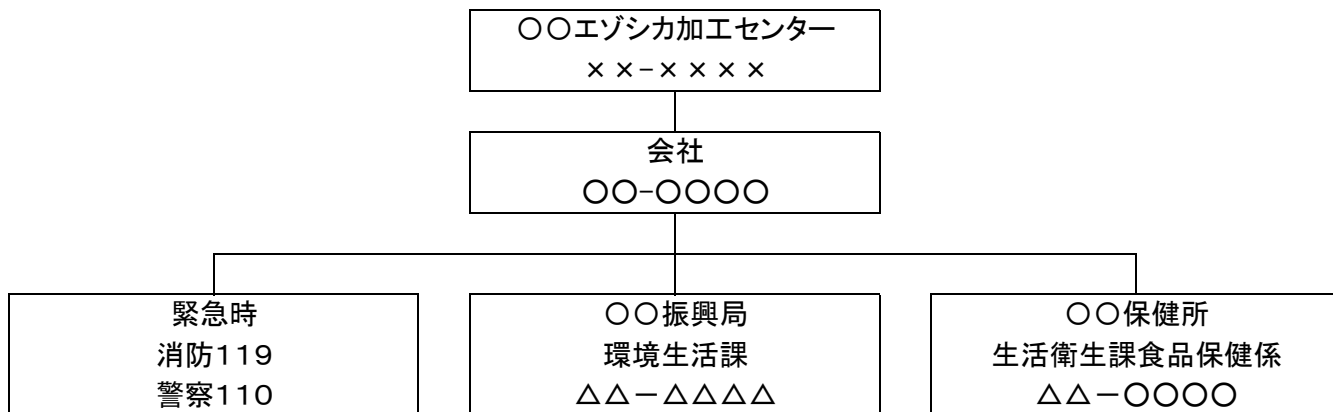 〇〇エゾシカ加工センター
××-××××
会社
〇〇-〇〇〇〇
緊急時
消防119
警察110
〇〇振興局
環境生活課
△△－△△△△
〇〇保健所
生活衛生課食品保健係
△△－〇〇〇〇